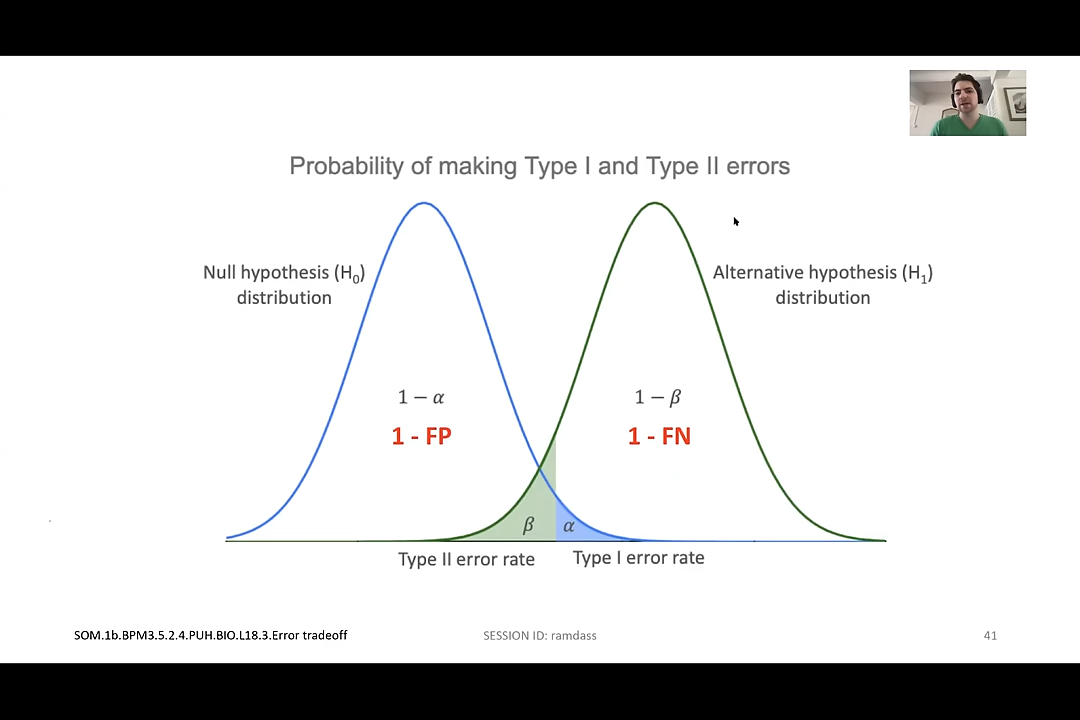 Probability of making Type I and Type II errors
Null hypothesis (H₀)
distribution
Alternative hypothesis (H₁)
distribution
1 − α
1 − β
1 - FP
1 - FN
β
α
Type II error rate
Type I error rate
SOM.1b.BPM3.5.2.4.PUH.BIO.L18.3.Error tradeoff
SESSION ID: ramdass
41